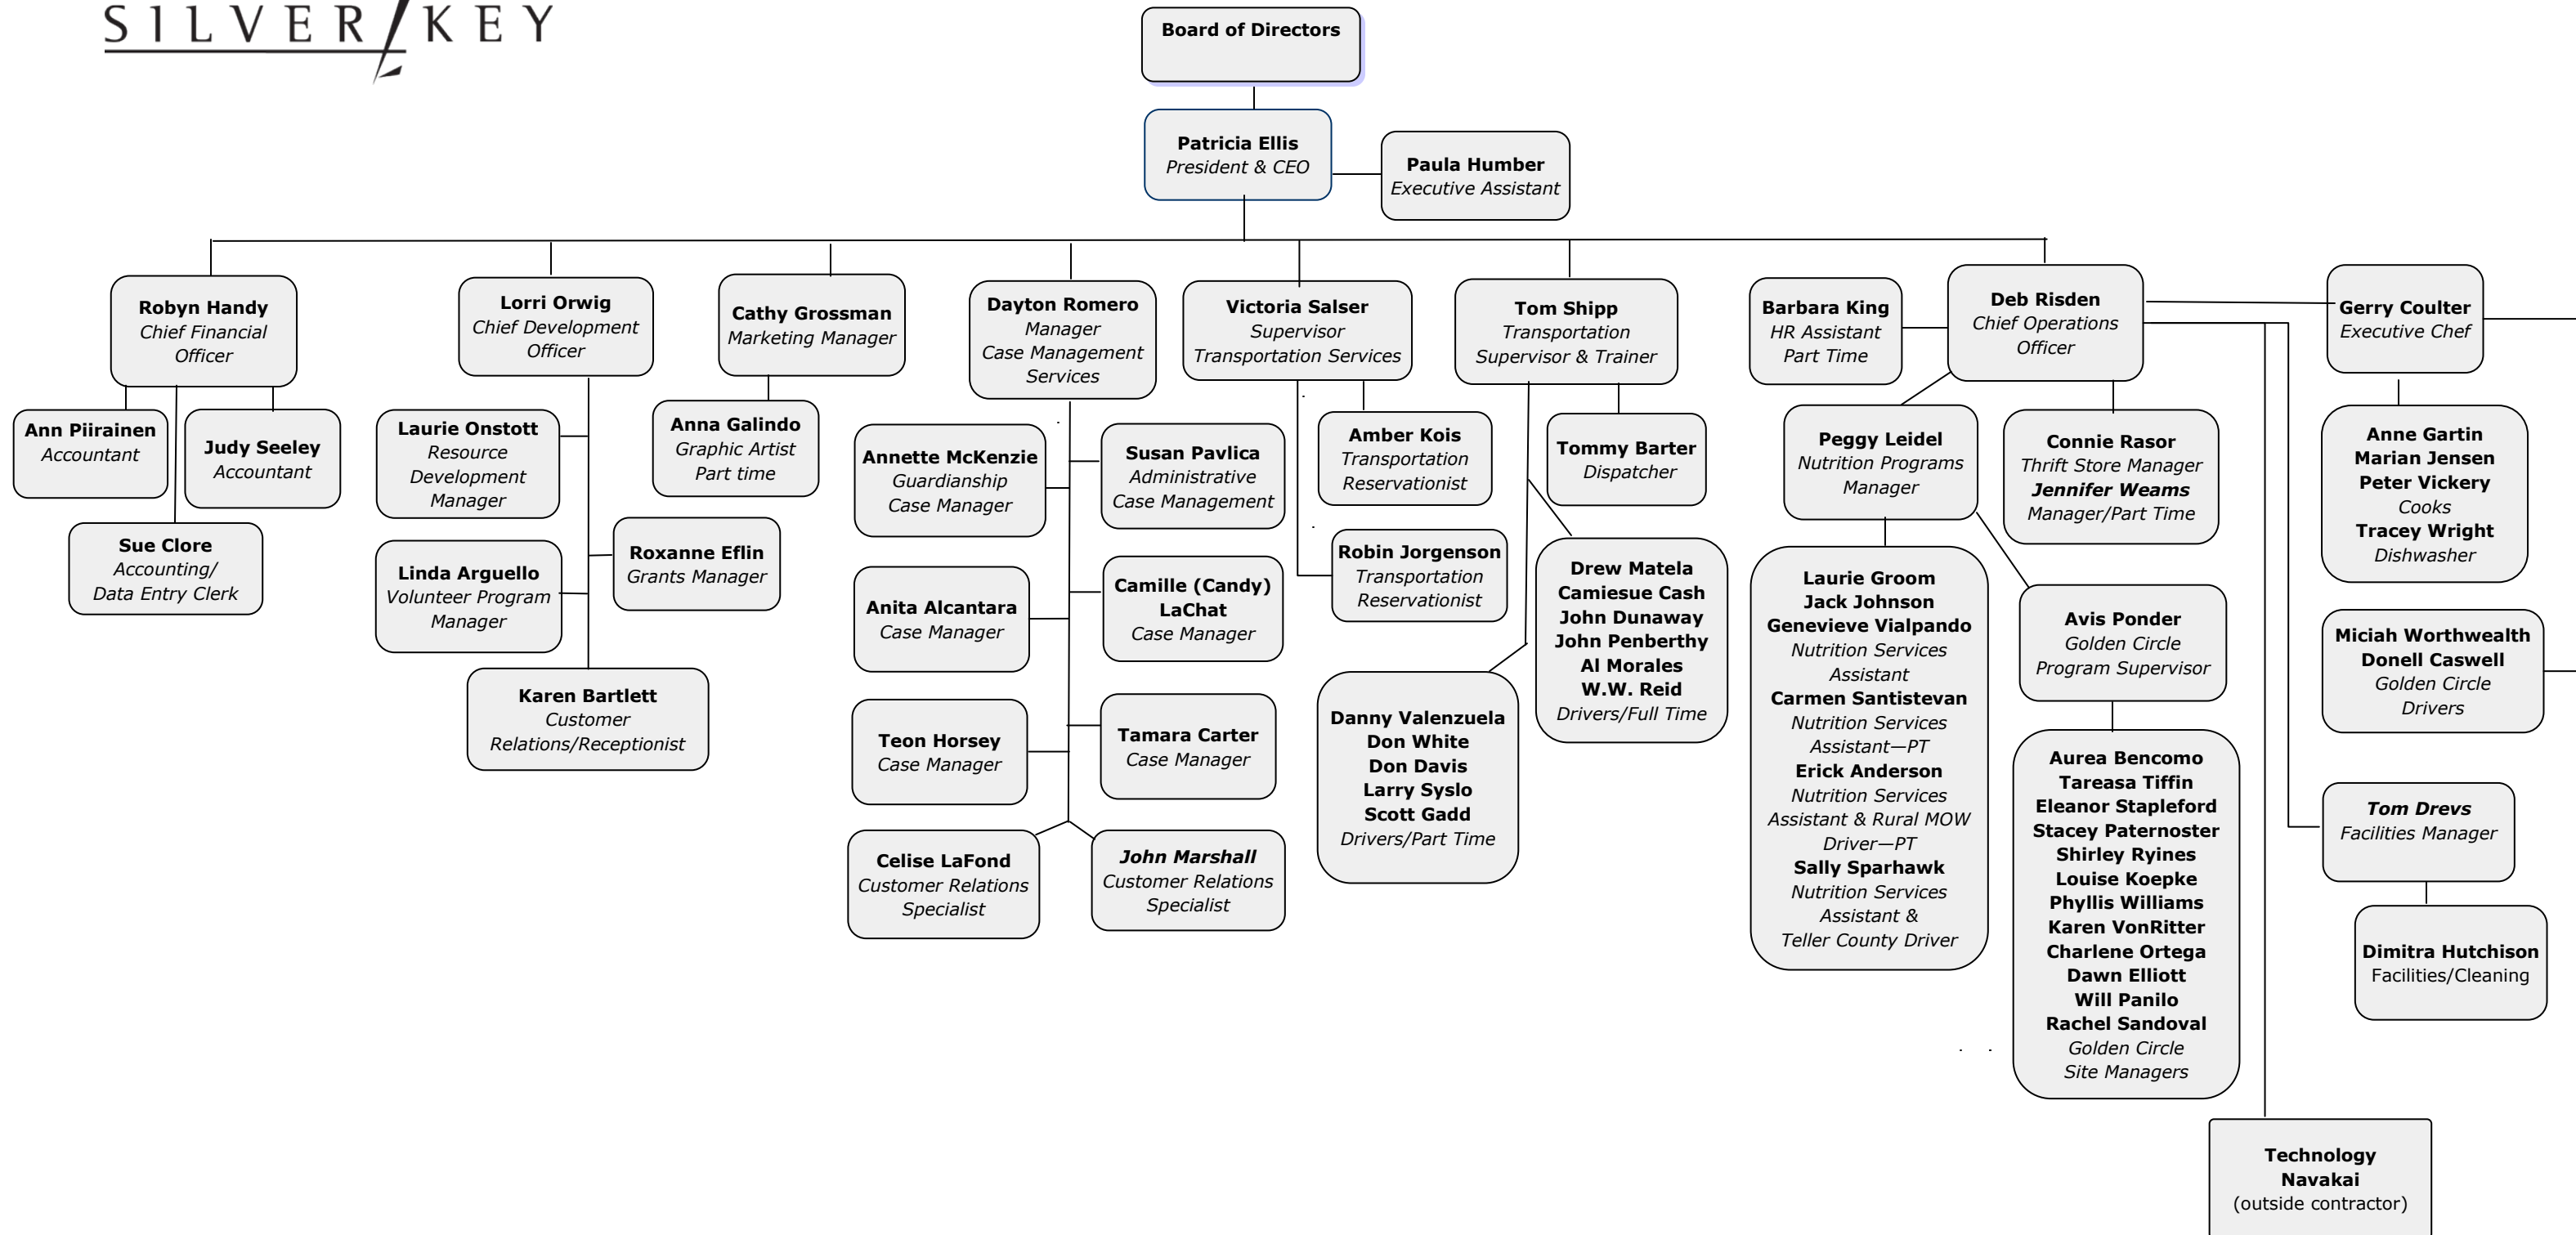 SILVER KEY
Board of Directors
Patricia Ellis
President & CEO
Paula Humber
Executive Assistant
Robyn Handy
Chief Financial
Officer
Lorri Orwig
Chief Development
Officer
Cathy Grossman
Marketing Manager
Dayton Romero
Manager
Case Management
Services
Victoria Salser
Supervisor
Transportation Services
Tom Shipp
Transportation
Supervisor & Trainer
Barbara King
HR Assistant
Part Time
Deb Risden
Chief Operations
Officer
Gerry Coulter
Executive Chef
Ann Piirainen
Accountant
Judy Seeley
Accountant
Sue Clore
Accounting/
Data Entry Clerk
Laurie Onstott
Resource
Development
Manager
Linda Arguello
Volunteer Program
Manager
Roxanne Eflin
Grants Manager
Karen Bartlett
Customer
Relations/Receptionist
Anna Galindo
Graphic Artist
Part time
Annette McKenzie
Guardianship
Case Manager
Susan Pavlica
Administrative
Case Management
Anita Alcantara
Case Manager
Camille (Candy)
LaChat
Case Manager
Teon Horsey
Case Manager
Tamara Carter
Case Manager
Celise LaFond
Customer Relations
Specialist
John Marshall
Customer Relations
Specialist
Amber Kois
Transportation
Reservationist
Robin Jorgenson
Transportation
Reservationist
Tommy Barter
Dispatcher
Drew Matela
Camiesue Cash
John Dunaway
John Penberthy
Al Morales
W.W. Reid
Drivers/Full Time
Danny Valenzuela
Don White
Don Davis
Larry Syslo
Scott Gadd
Drivers/Part Time
Peggy Leidel
Nutrition Programs
Manager
Connie Rasor
Thrift Store Manager
Jennifer Weams
Manager/Part Time
Laurie Groom
Jack Johnson
Genevieve Vialpando
Nutrition Services
Assistant
Carmen Santistevan
Nutrition Services
Assistant—PT
Erick Anderson
Nutrition Services
Assistant & Rural MOW
Driver—PT
Sally Sparhawk
Nutrition Services
Assistant &
Teller County Driver
Avis Ponder
Golden Circle
Program Supervisor
Aurea Bencomo
Tareasa Tiffin
Eleanor Stapleford
Stacey Paternoster
Shirley Ryines
Louise Koepke
Phyllis Williams
Karen VonRitter
Charlene Ortega
Dawn Elliott
Will Panilo
Rachel Sandoval
Golden Circle
Site Managers
Anne Gartin
Marian Jensen
Peter Vickery
Cooks
Tracey Wright
Dishwasher
Miciah Worthwealth
Donell Caswell
Golden Circle
Drivers
Tom Drevs
Facilities Manager
Dimitra Hutchison
Facilities/Cleaning
Technology
Navakai
(outside contractor)